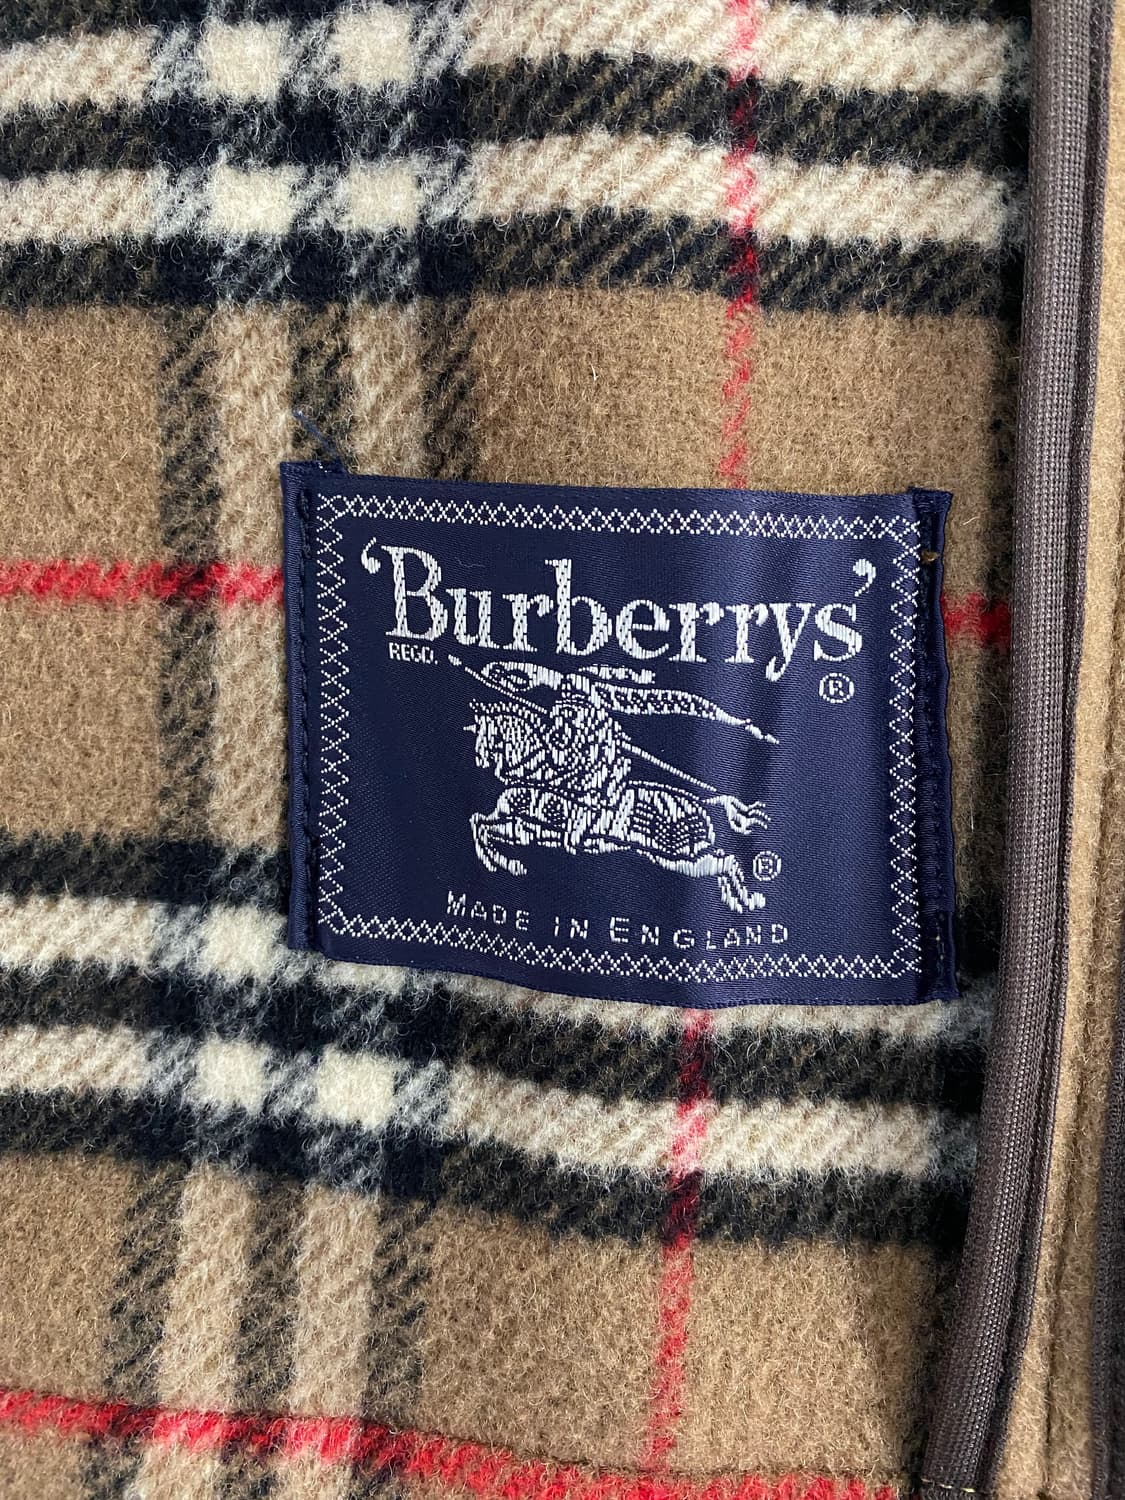 ‘Burberrys’
REGD.
®
®
MADE IN ENGLAND